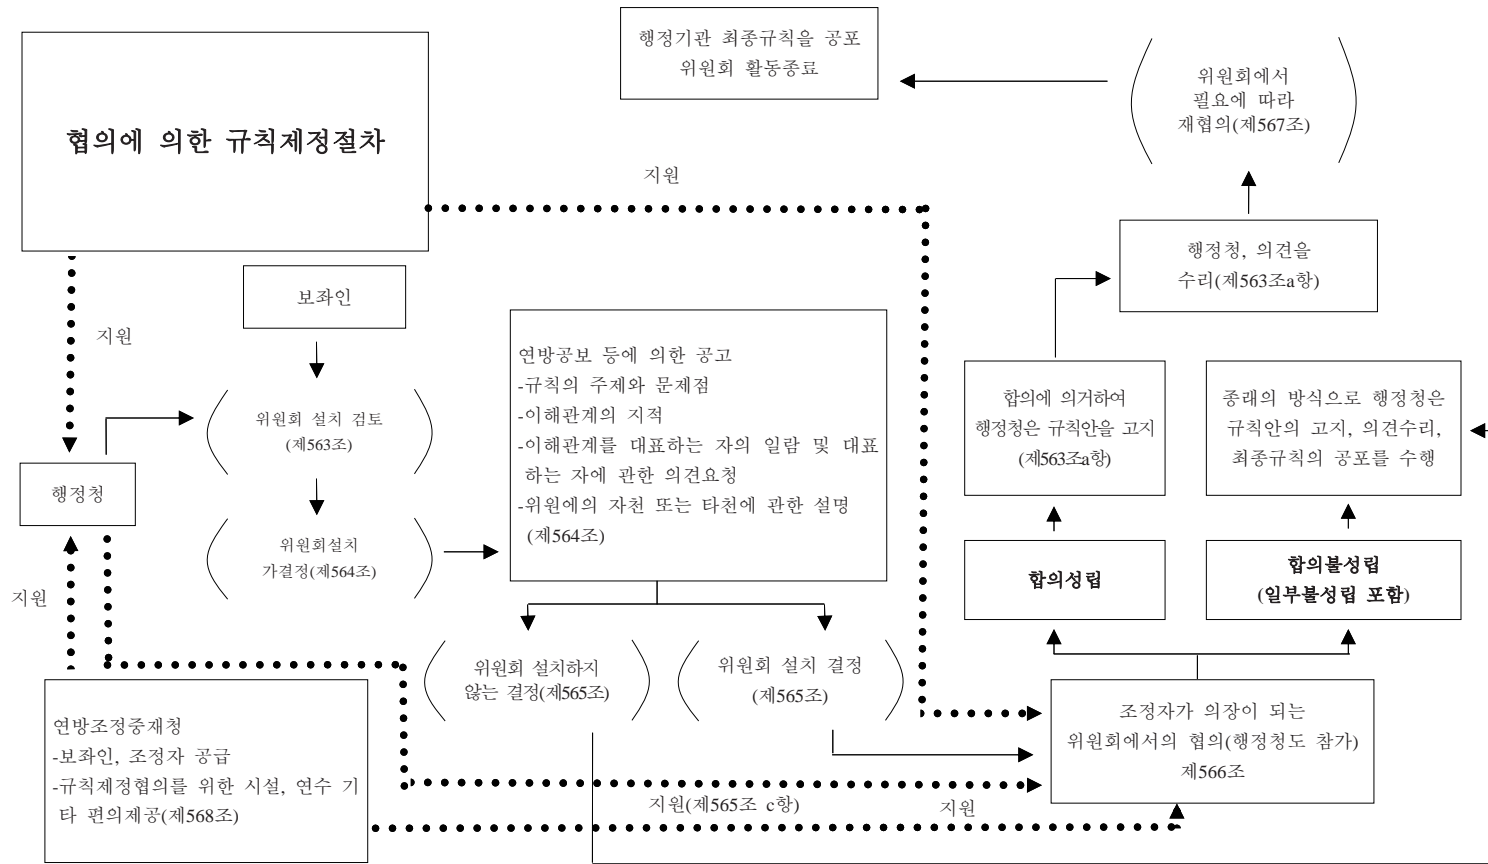 협의에 의한 규칙제정절차
행정기관 최종규칙을 공포
위원회 활동종료
위원회에서
필요에 따라
재협의(제567조)
지원
행정청, 의견을
수리(제563조a항)
보좌인
지원
연방공보 등에 의한 공고
-규칙의 주제와 문제점
-이해관계의 지적
-이해관계를 대표하는 자의 일람 및 대표
하는 자에 관한 의견요청
-위원에의 자천 또는 타천에 관한 설명
(제564조)
위원회 설치 검토
(제563조)
합의에 의거하여
행정청은 규칙안을 고지
(제563조a항)
종래의 방식으로 행정청은
규칙안의 고지, 의견수리,
최종규칙의 공포를 수행
행정청
위원회설치
가결정(제564조)
합의성립
합의불성립
(일부불성립 포함)
지원
위원회 설치하지
않는 결정(제565조)
위원회 설치 결정
(제565조)
연방조정중재청
-보좌인, 조정자 공급
-규칙제정협의를 위한 시설, 연수 기
타 편의제공(제568조)
조정자가 의장이 되는
위원회에서의 협의(행정청도 참가)
제566조
지원(제565조 c항)
지원